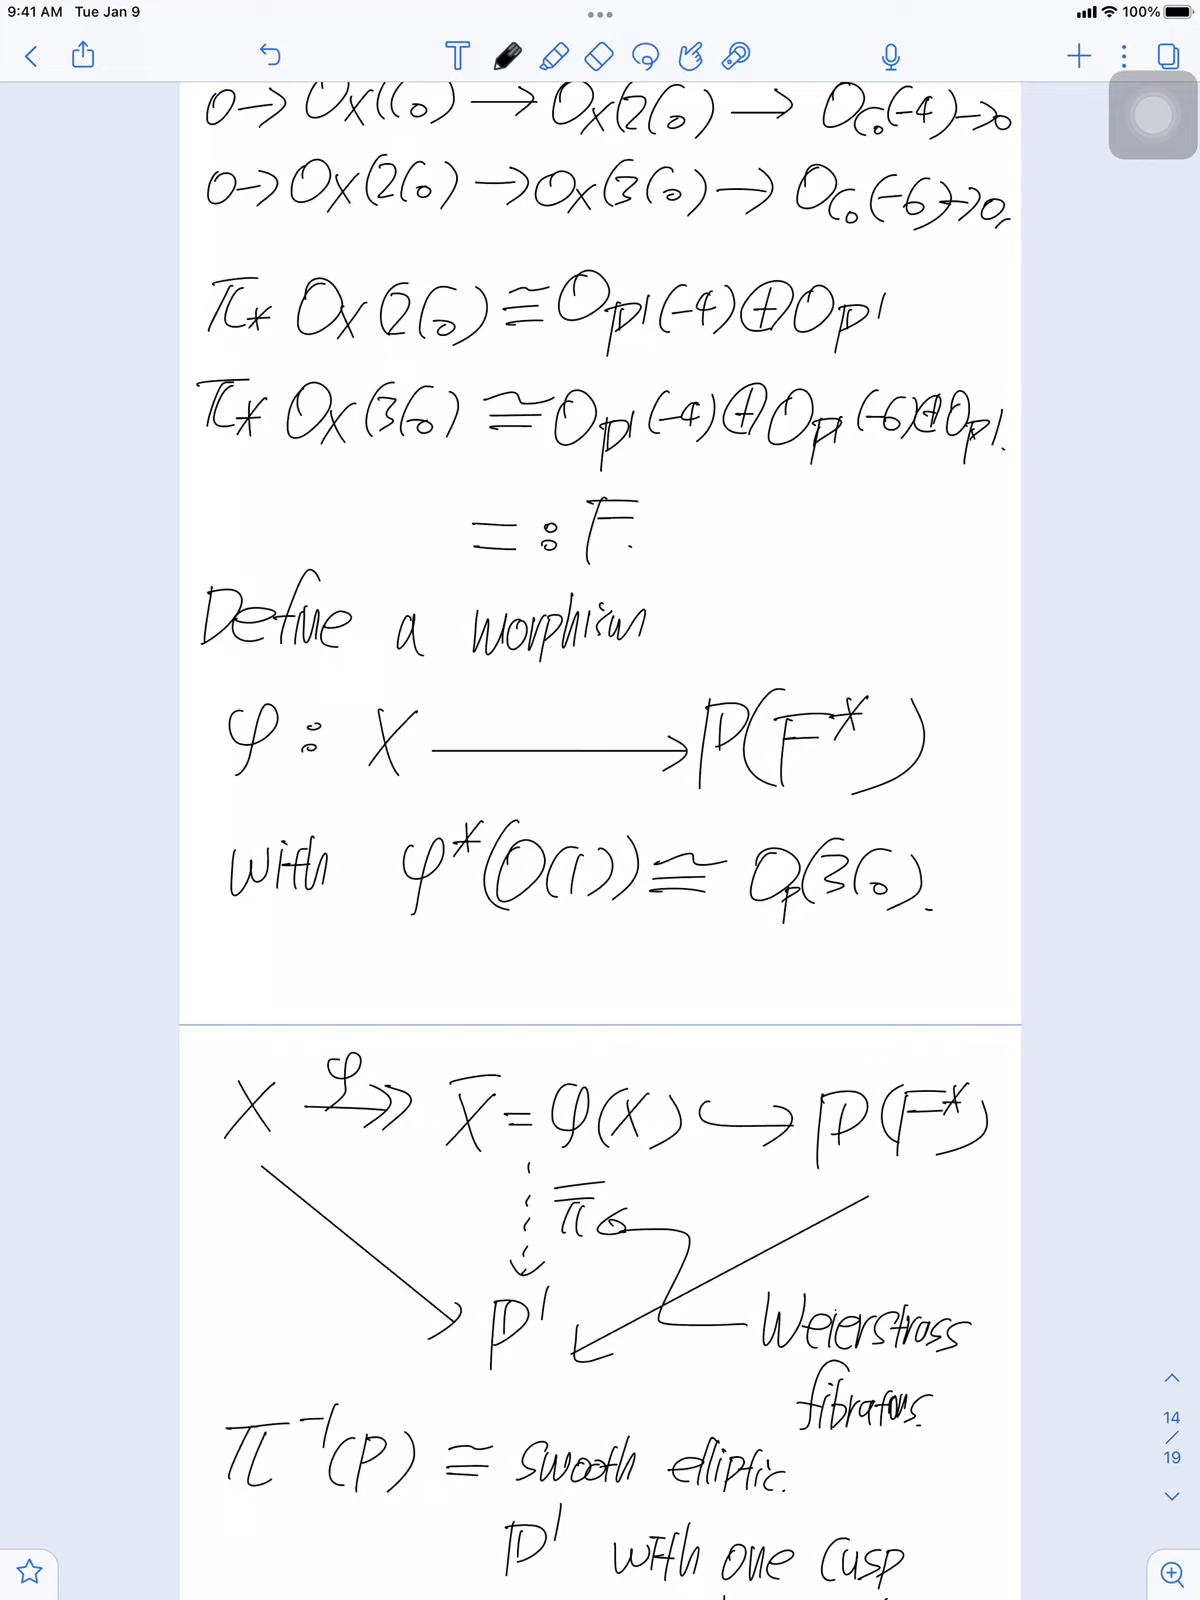 9:41 AM Tue Jan 9
100%
0→ O_X(C_0) → O_X(2C_0) → O_{C_0}(-4)→0
0→ O_X(2C_0) → O_X(3C_0) → O_{C_0}(-6)→0,
π_* O_X(2C_0) ≅ O_{P^1}(-4) ⊕ O_{P^1}
π_* O_X(3C_0) ≅ O_{P^1}(-4) ⊕ O_{P^1}(-6) ⊕ O_{P^1}.
=: F.
Define a morphism
φ : X → P(F^*)
with φ^*(O(1)) ≅ O_P(3C_0).
X φ ↠ X̄ = φ(X) ↪ P(F^*)
π̄
P^1
Weierstrass
fibrations.
π^{-1}(P) ≅ smooth elliptic.
P^1 with one cusp
14
/
19